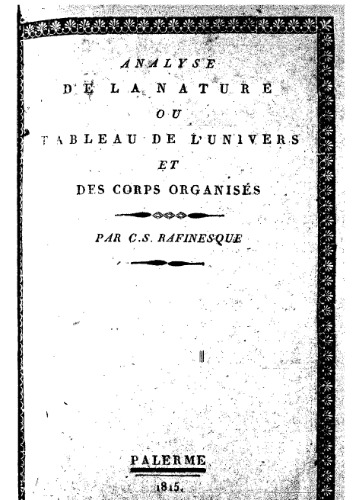 ANALYSE
DE LA NATURE
OU
TABLEAU DE L'UNIVERS
ET
DES CORPS ORGANISÉS
PAR C.S. RAFINESQUE
PALERME
1815.